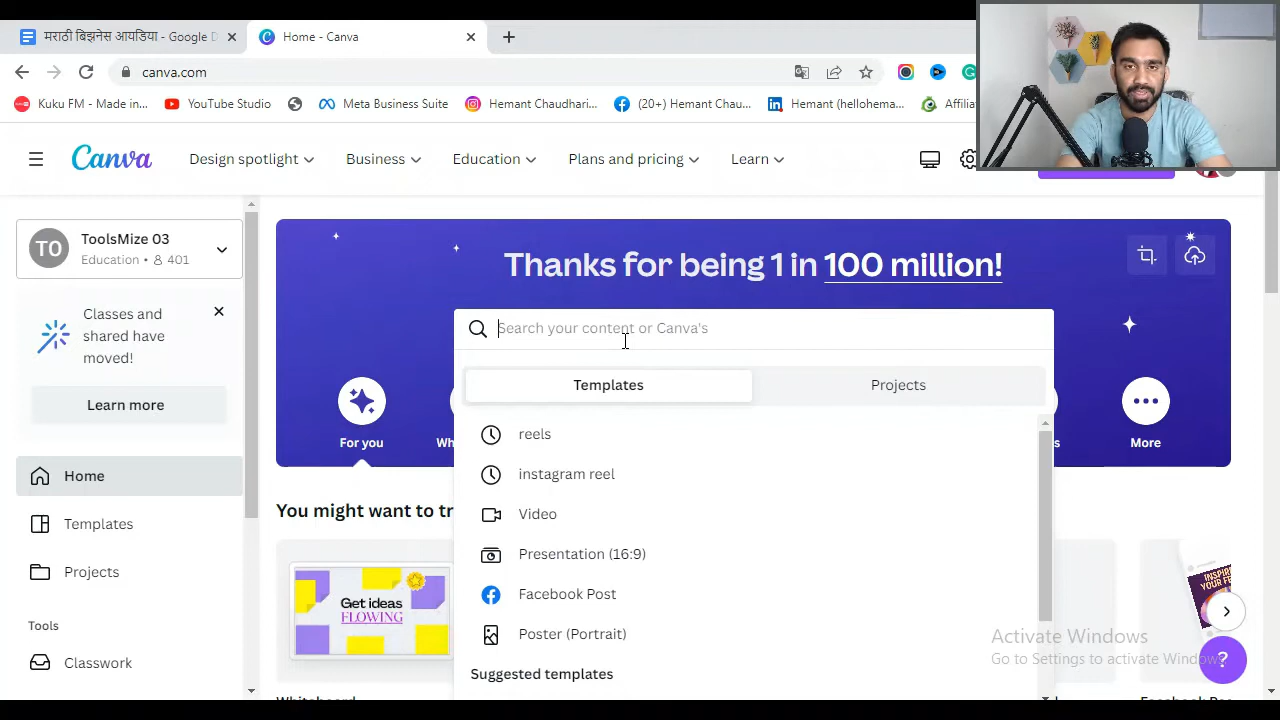 मराठी बिझनेस आयडिया - Google D
Home - Canva
canva.com
Kuku FM - Made in...
YouTube Studio
Meta Business Suite
Hemant Chaudhari...
(20+) Hemant Chau...
Hemant (hellohema...
Affilia
Canva
Design spotlight
Business
Education
Plans and pricing
Learn
TO
ToolsMize 03
Education • 401
Classes and
shared have
moved!
Learn more
Home
Templates
Projects
Tools
Classwork
Thanks for being 1 in 100 million!
Search your content or Canva's
Templates
Projects
reels
instagram reel
Video
Presentation (16:9)
Facebook Post
Poster (Portrait)
Suggested templates
For you
Wh
s
More
You might want to tr
Get ideas
FLOWING
INSPIR
Activate Windows
Go to Settings to activate Windows.
?